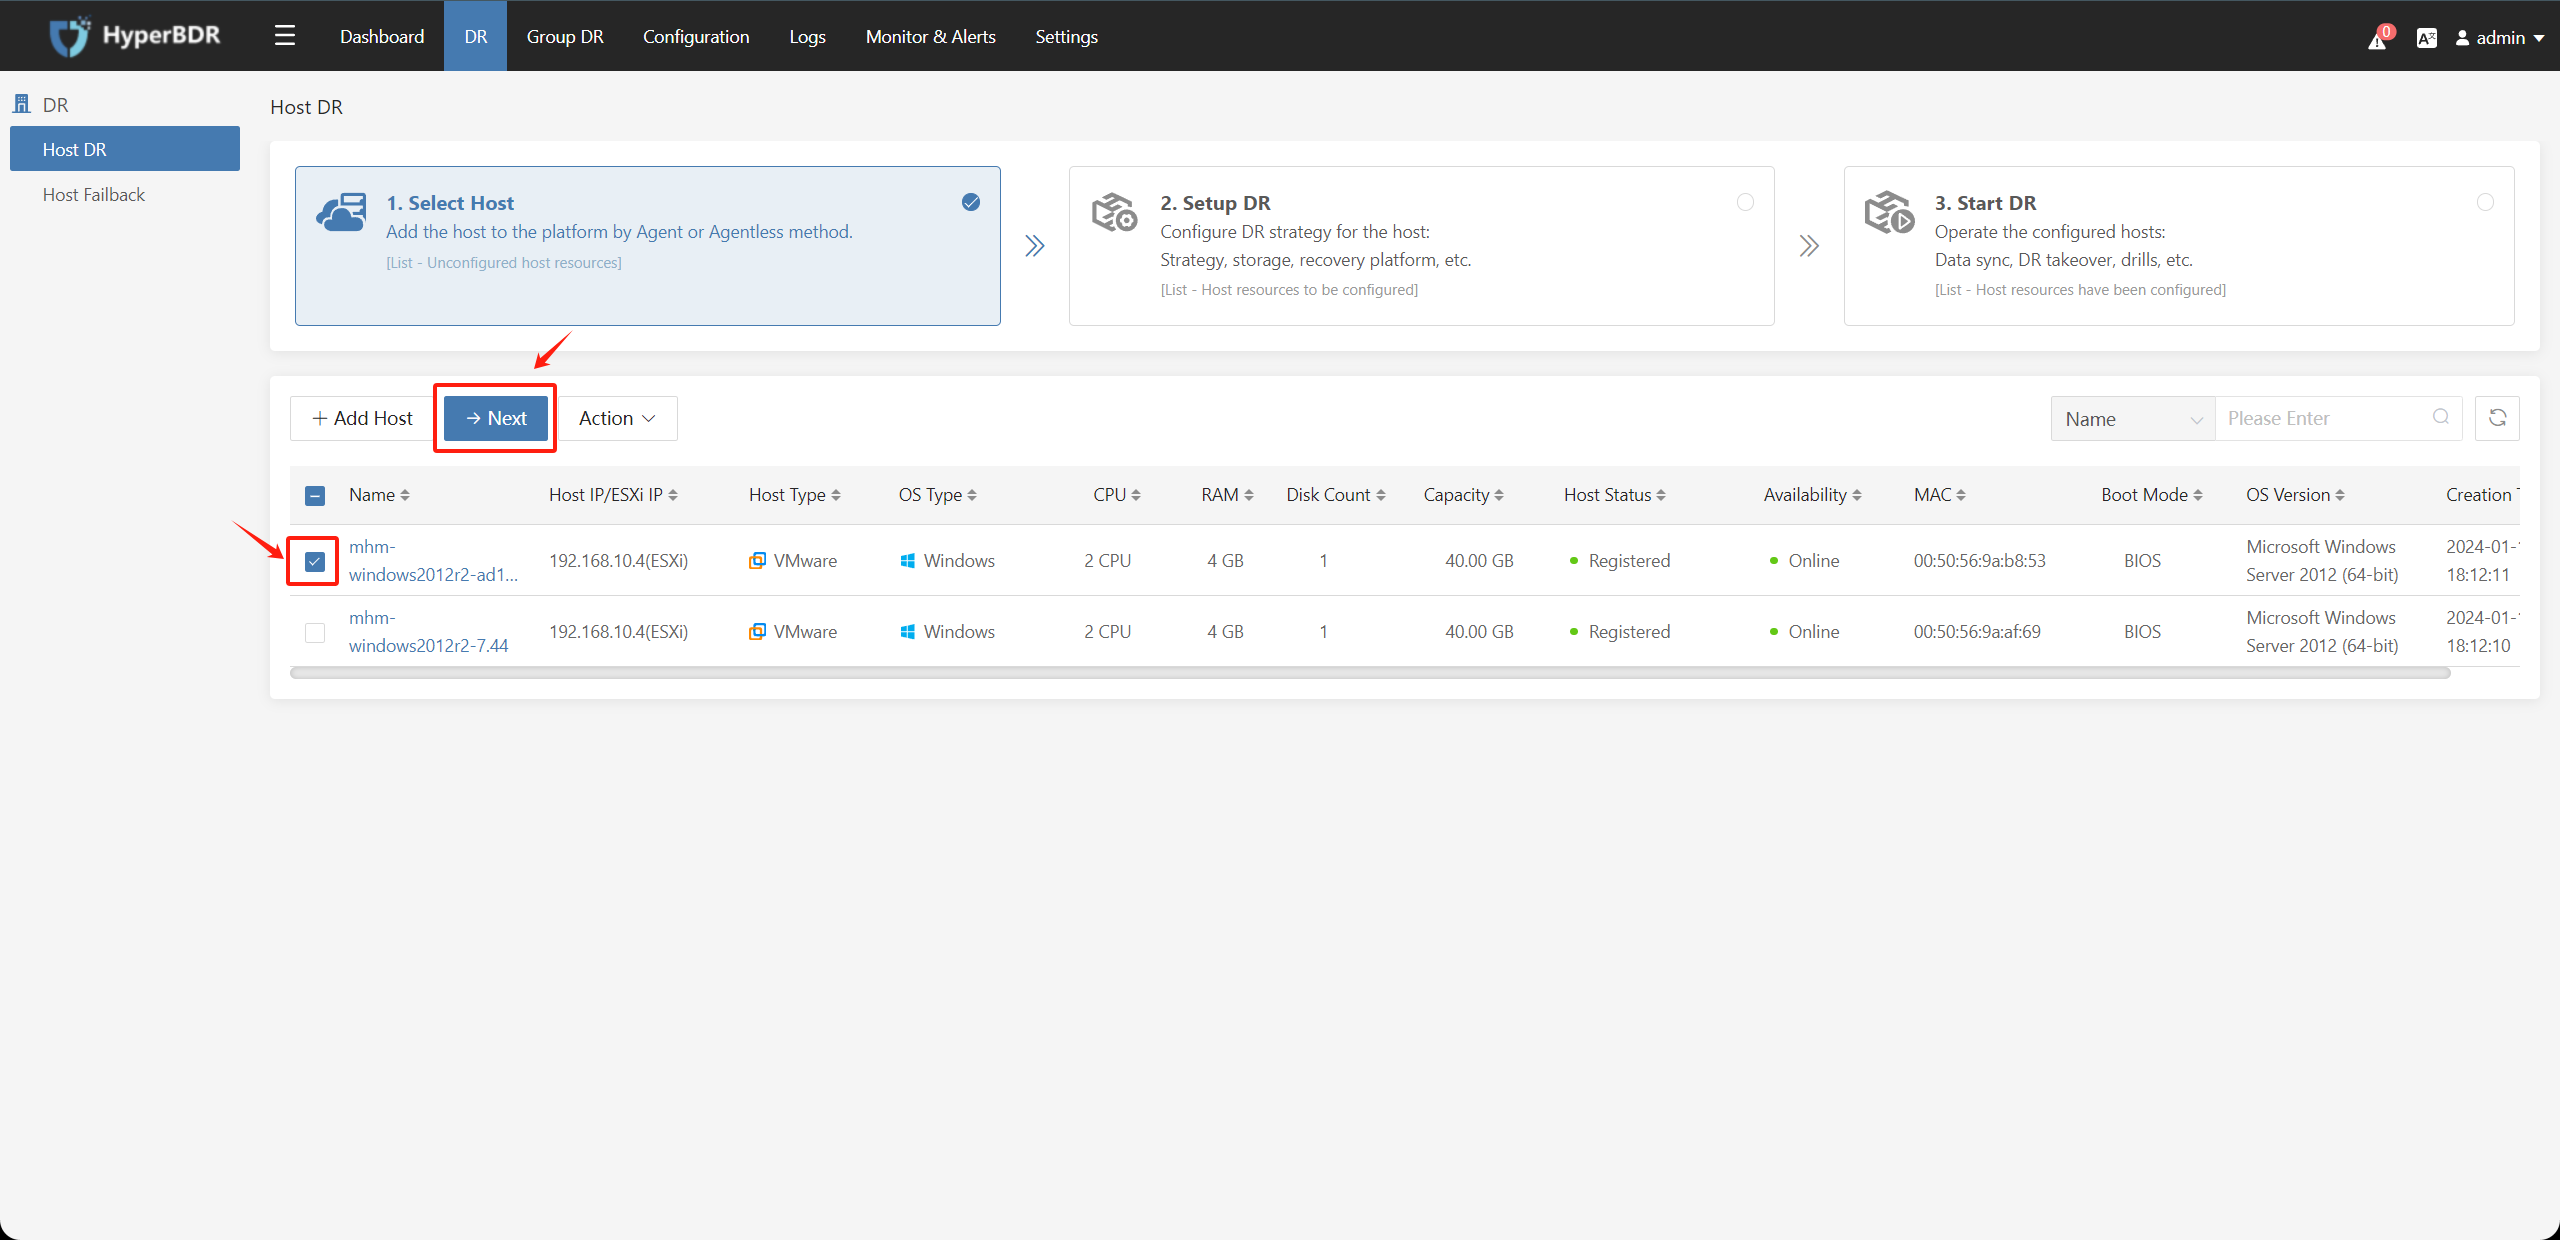 HyperBDR
Dashboard DR Group DR Configuration Logs Monitor & Alerts Settings
0 admin
DR
Host DR
Host Failback
Host DR
1. Select Host
Add the host to the platform by Agent or Agentless method.
[List - Unconfigured host resources]
2. Setup DR
Configure DR strategy for the host:
Strategy, storage, recovery platform, etc.
[List - Host resources to be configured]
3. Start DR
Operate the configured hosts:
Data sync, DR takeover, drills, etc.
[List - Host resources have been configured]
+ Add Host → Next Action Name Please Enter
Name Host IP/ESXi IP Host Type OS Type CPU RAM Disk Count Capacity Host Status Availability MAC Boot Mode OS Version Creation
mhm-
windows2012r2-ad1... 192.168.10.4(ESXi) VMware Windows 2 CPU 4 GB 1 40.00 GB Registered Online 00:50:56:9a:b8:53 BIOS
Microsoft Windows
Server 2012 (64-bit)
2024-01-
18:12:11
mhm-
windows2012r2-7.44 192.168.10.4(ESXi) VMware Windows 2 CPU 4 GB 1 40.00 GB Registered Online 00:50:56:9a:af:69 BIOS
Microsoft Windows
Server 2012 (64-bit)
2024-01-
18:12:10